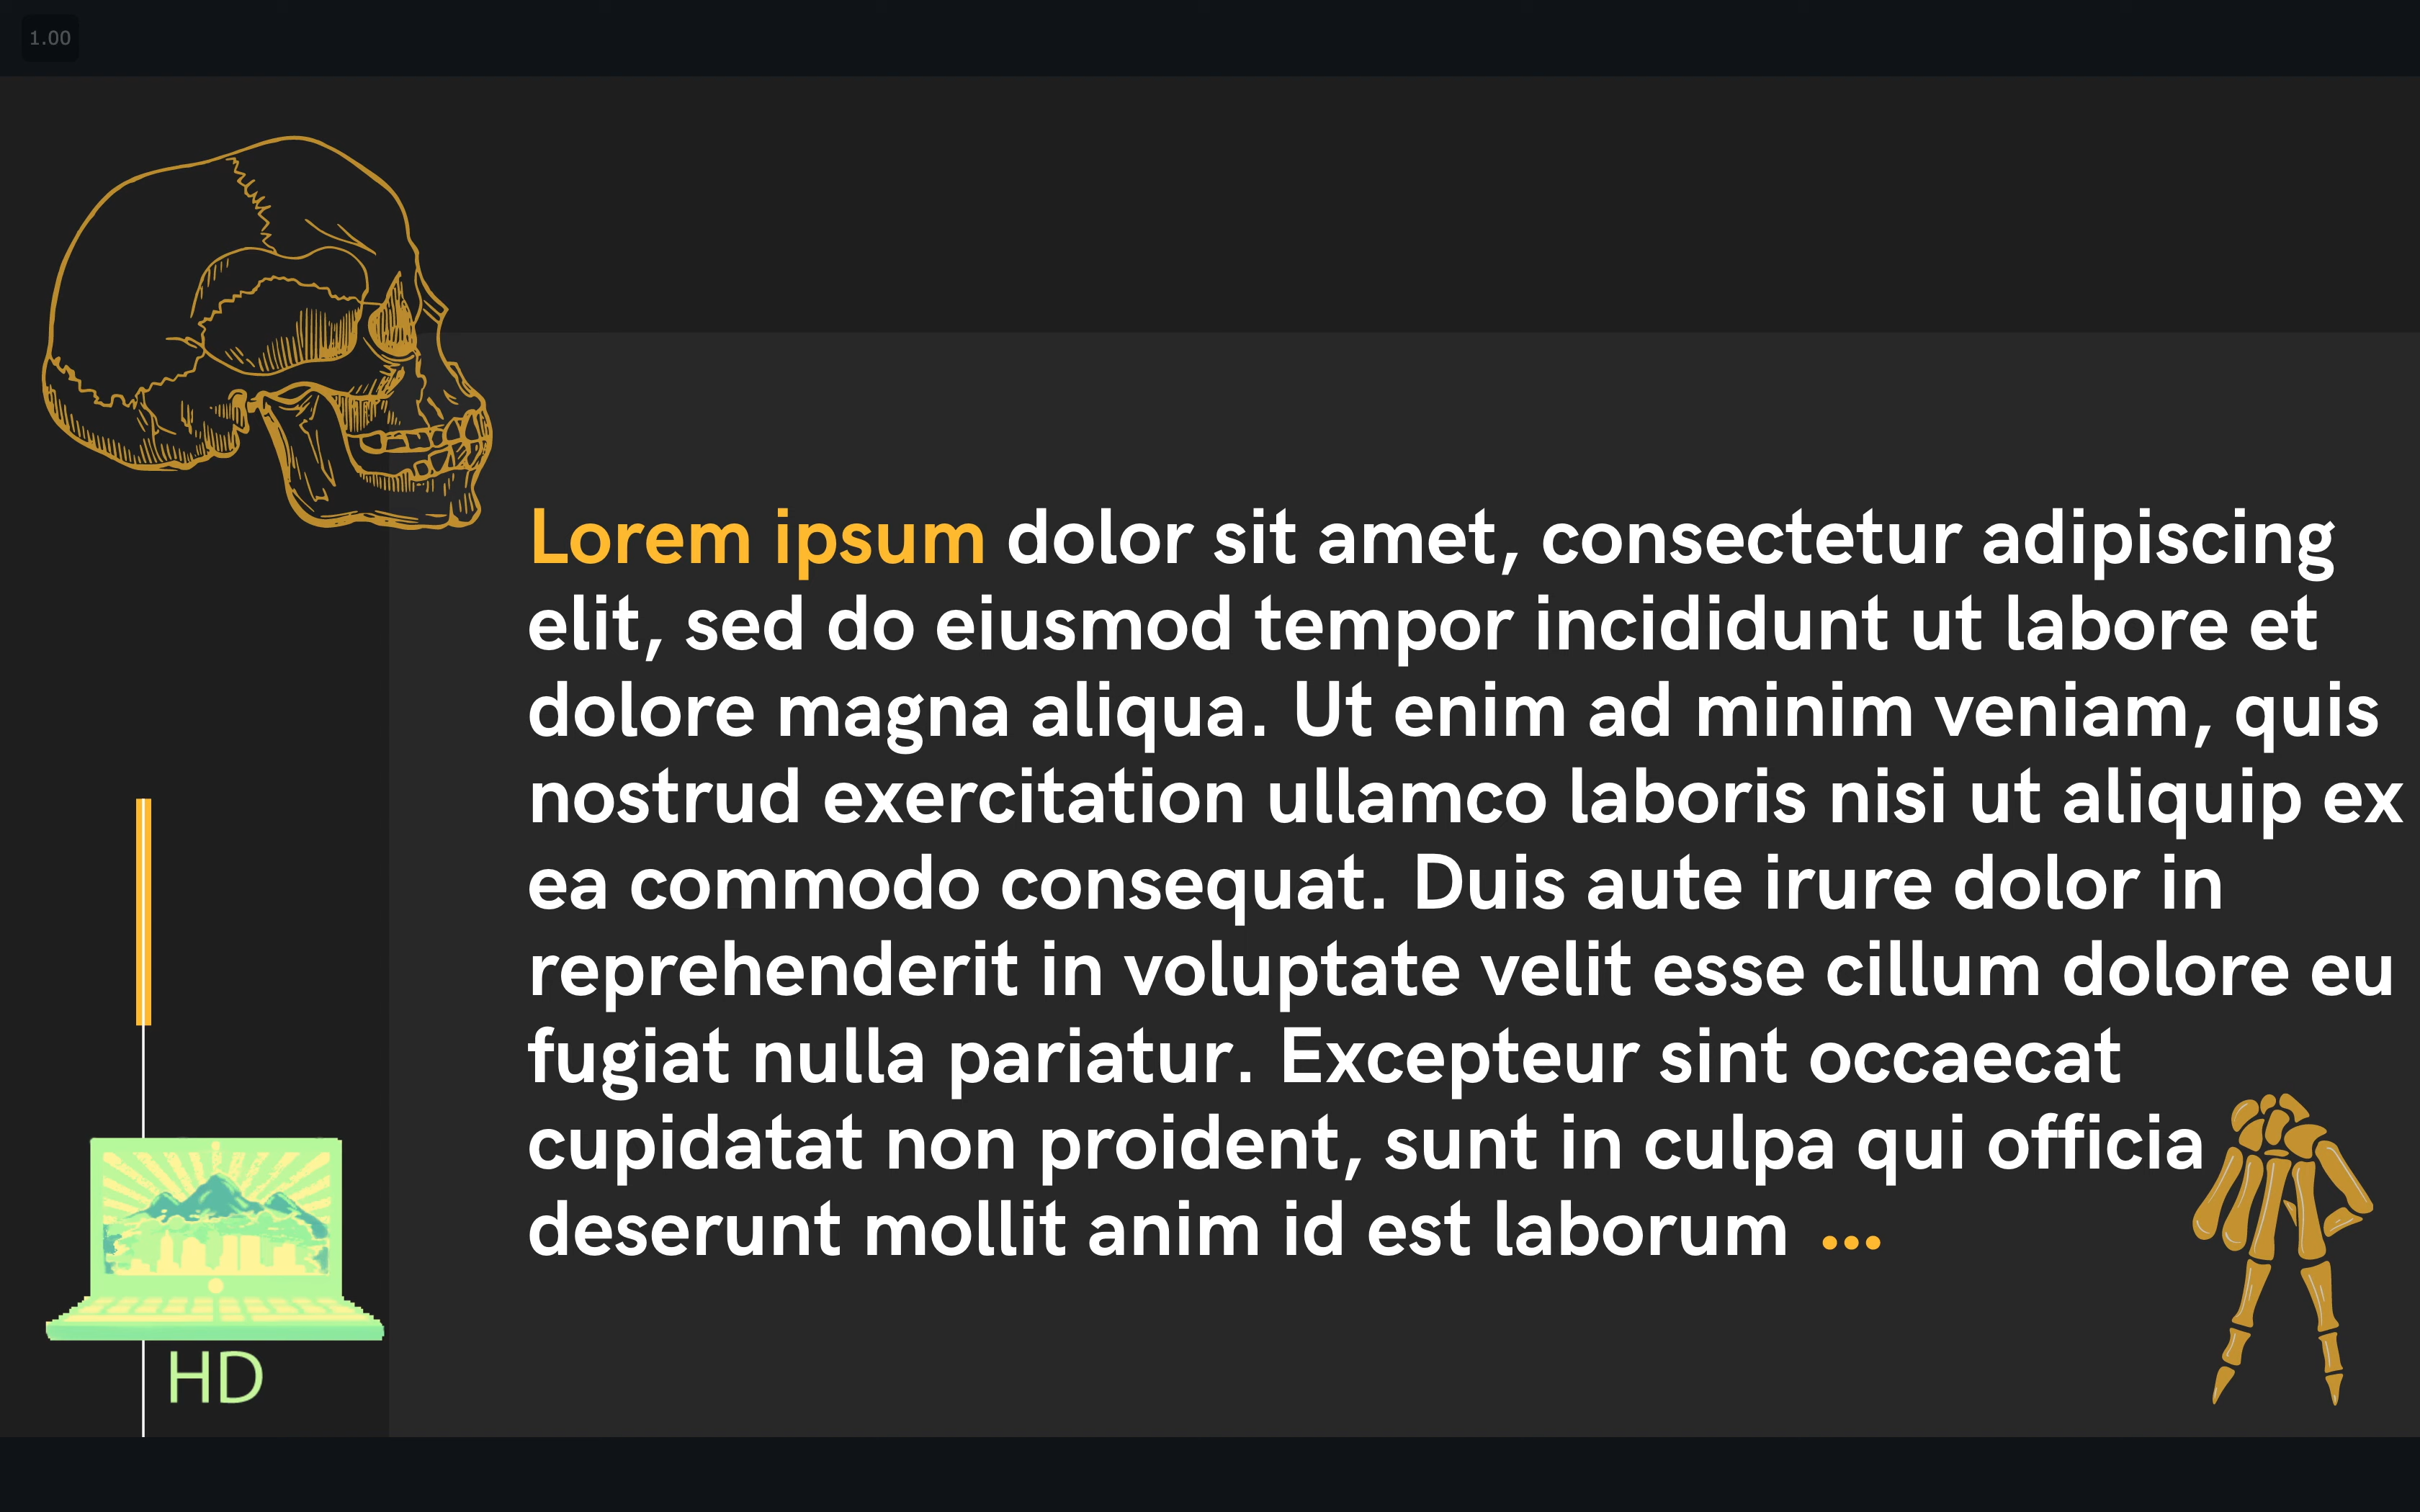 1.00
Lorem ipsum dolor sit amet, consectetur adipiscing
elit, sed do eiusmod tempor incididunt ut labore et
dolore magna aliqua. Ut enim ad minim veniam, quis
nostrud exercitation ullamco laboris nisi ut aliquip ex
ea commodo consequat. Duis aute irure dolor in
reprehenderit in voluptate velit esse cillum dolore eu
fugiat nulla pariatur. Excepteur sint occaecat
cupidatat non proident, sunt in culpa qui officia
deserunt mollit anim id est laborum ...
HD